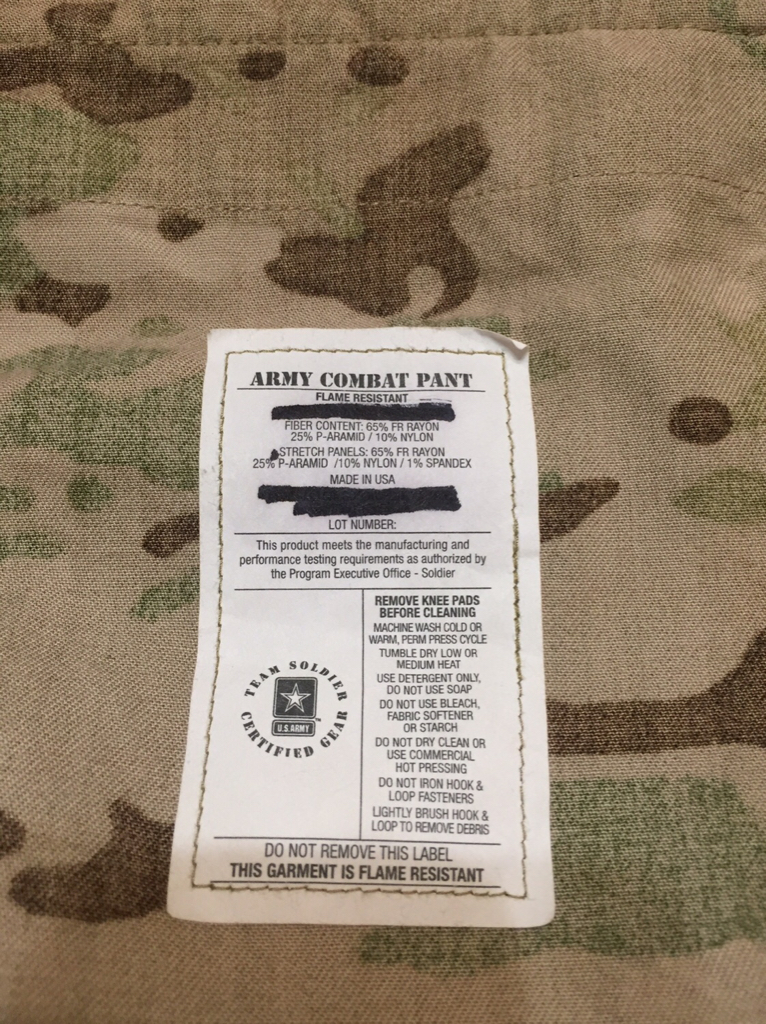 ARMY COMBAT PANT
FLAME RESISTANT
FIBER CONTENT: 65% FR RAYON
25% P-ARAMID / 10% NYLON
STRETCH PANELS: 65% FR RAYON
25% P-ARAMID /10% NYLON / 1% SPANDEX
MADE IN USA
LOT NUMBER:
This product meets the manufacturing and
performance testing requirements as authorized by
the Program Executive Office - Soldier
TEAM SOLDIER
U.S.ARMY
TM
CERTIFIED GEAR
REMOVE KNEE PADS
BEFORE CLEANING
MACHINE WASH COLD OR
WARM, PERM PRESS CYCLE
TUMBLE DRY LOW OR
MEDIUM HEAT
USE DETERGENT ONLY,
DO NOT USE SOAP
DO NOT USE BLEACH,
FABRIC SOFTENER
OR STARCH
DO NOT DRY CLEAN OR
USE COMMERCIAL
HOT PRESSING
DO NOT IRON HOOK &
LOOP FASTENERS
LIGHTLY BRUSH HOOK &
LOOP TO REMOVE DEBRIS
DO NOT REMOVE THIS LABEL
THIS GARMENT IS FLAME RESISTANT